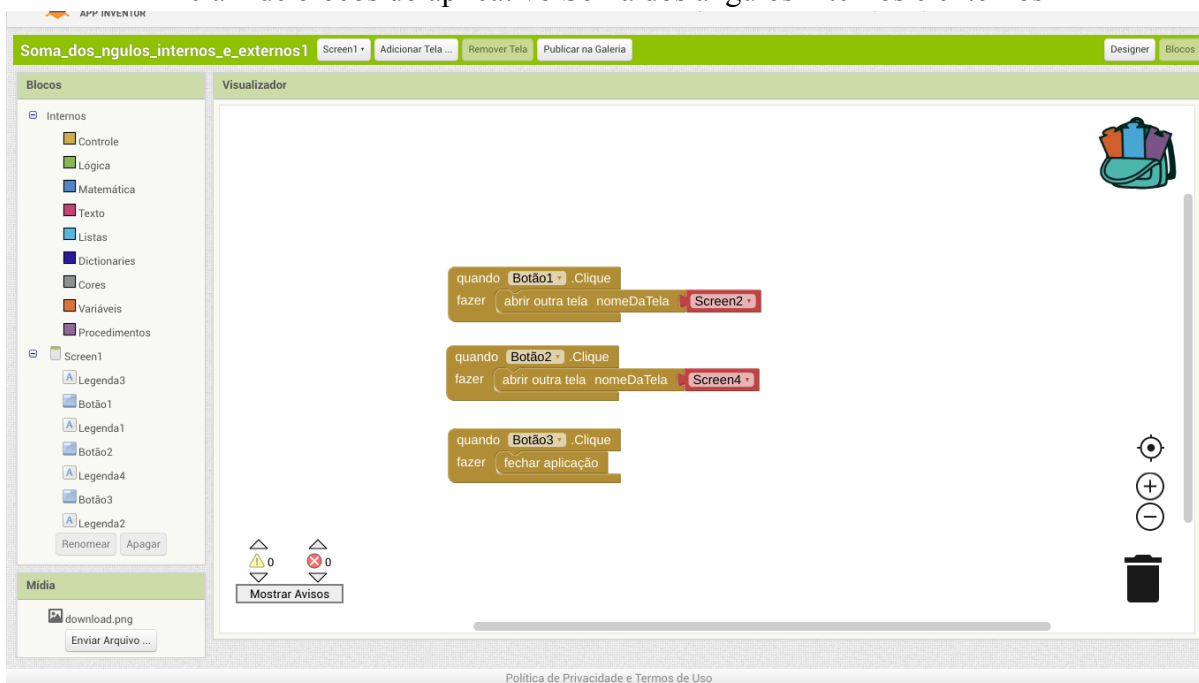 APP INVENTOR
Soma_dos_ngulos_internos_e_externos1 Screen1 Adicionar Tela ... Remover Tela Publicar na Galeria Designer Blocos
Blocos Visualizador
Internos
Controle
Lógica
Matemática
Texto
Listas
Dictionaries
Cores
Variáveis
Procedimentos
Screen1
Legenda3
Botão1
Legenda1
Botão2
Legenda4
Botão3
Legenda2
Renomear Apagar
Mídia
download.png
Enviar Arquivo ...
quando Botão1 .Clique
fazer abrir outra tela nomeDaTela Screen2
quando Botão2 .Clique
fazer abrir outra tela nomeDaTela Screen4
quando Botão3 .Clique
fazer fechar aplicação
0 0
Mostrar Avisos
Política de Privacidade e Termos de Uso